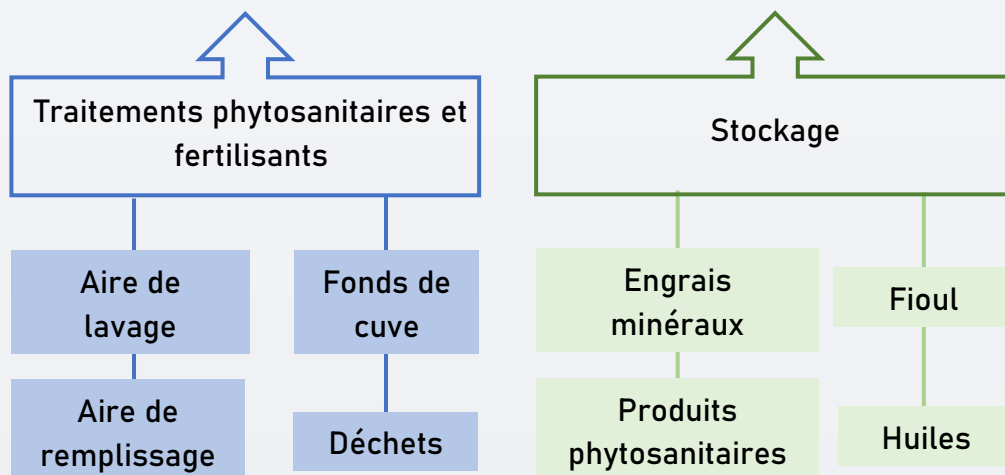 Traitements phytosanitaires et
fertilisants
Stockage
Aire de
lavage
Fonds de
cuve
Engrais
minéraux
Fioul
Aire de
remplissage
Déchets
Produits
phytosanitaires
Huiles